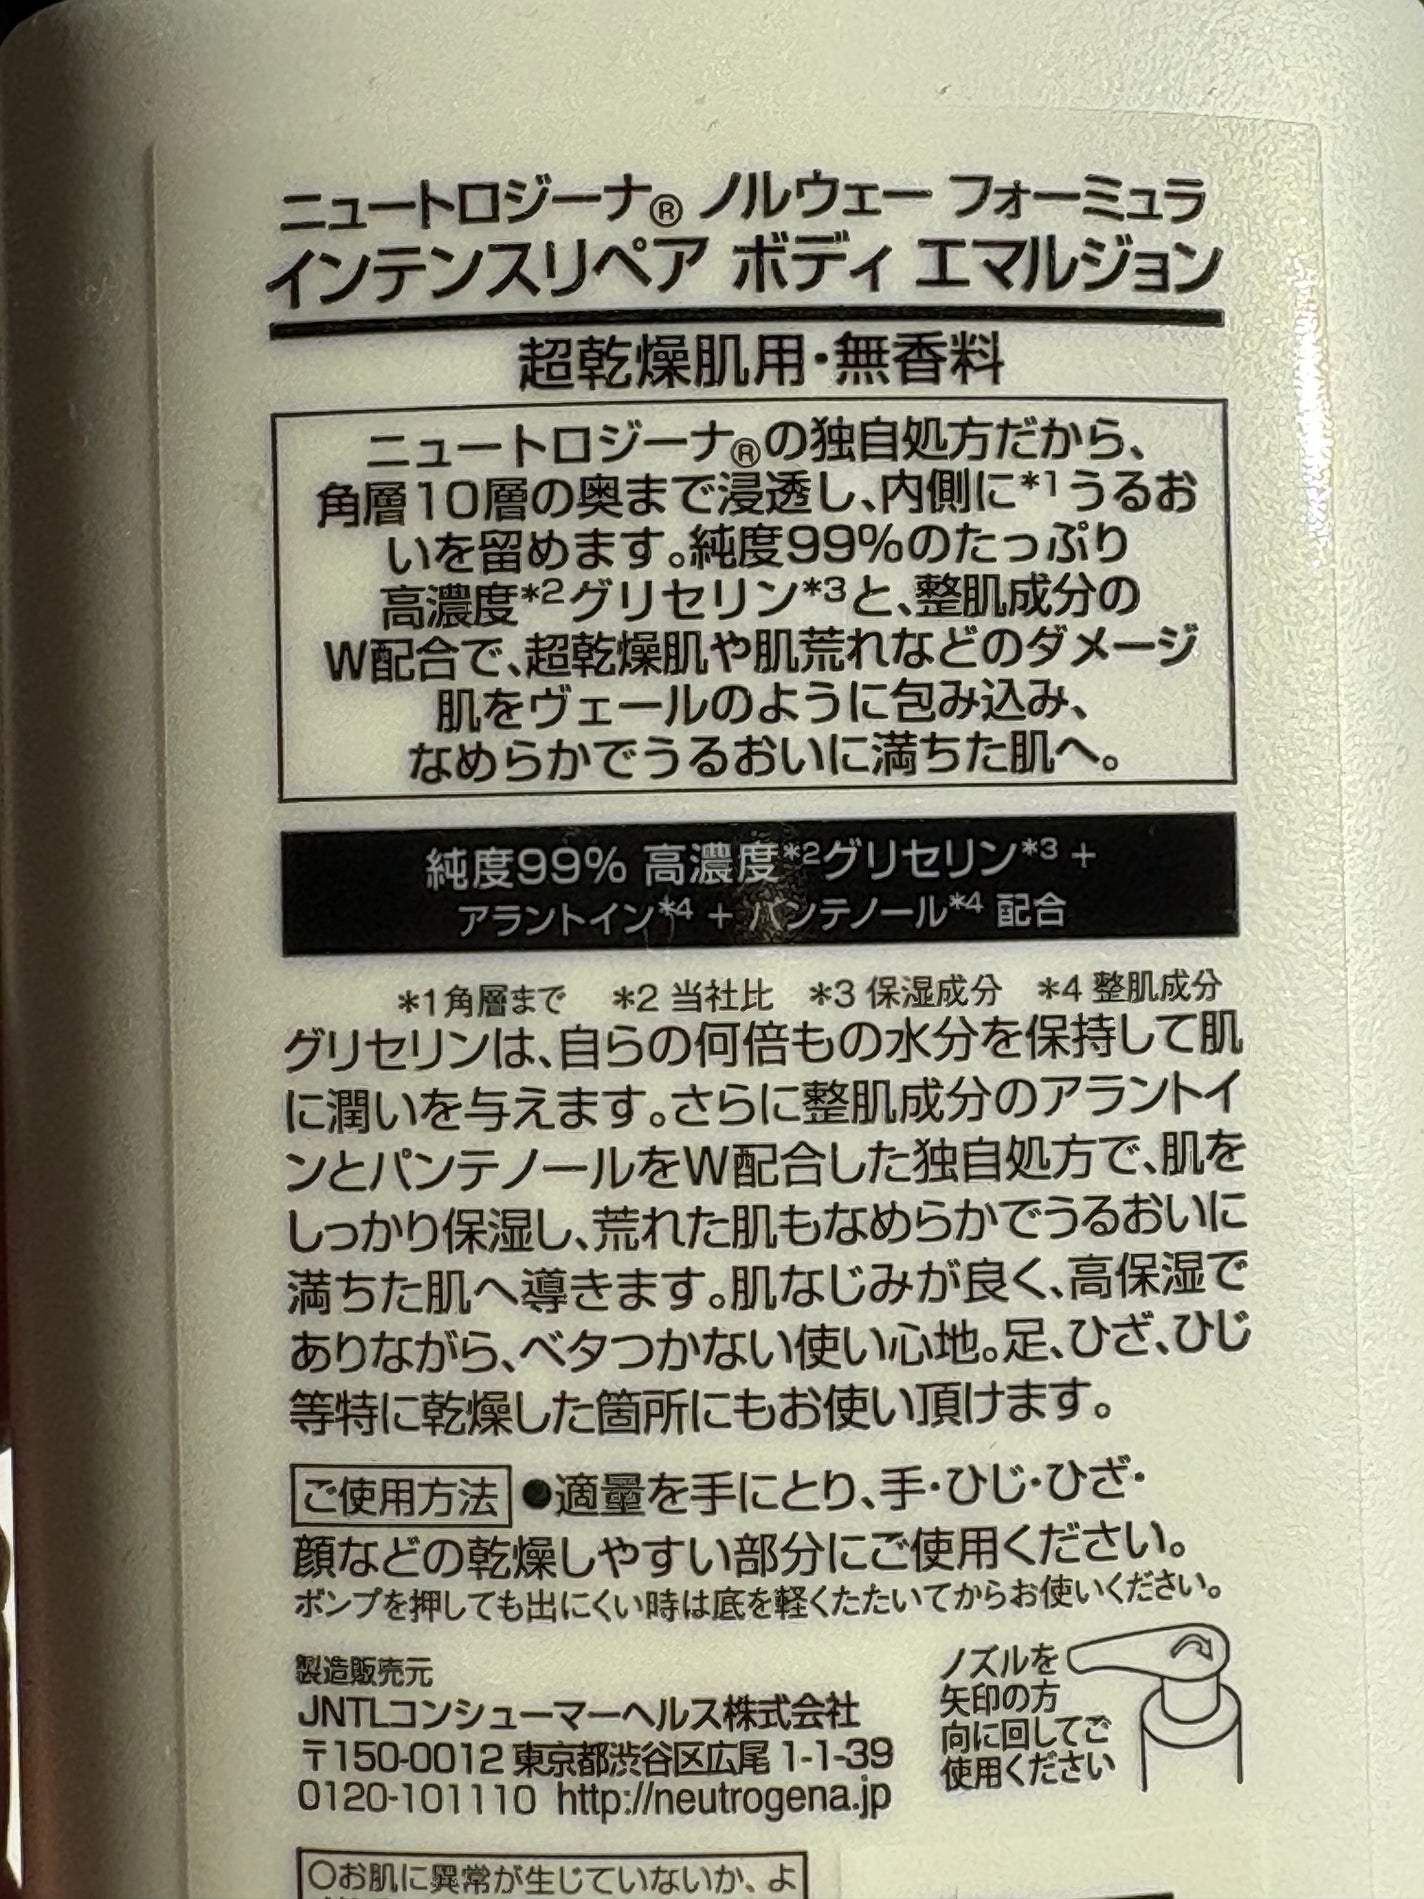 ニュートロジーナ® ノルウェー フォーミュラ
インテンスリペア ボディ エマルジョン
超乾燥肌用・無香料
ニュートロジーナ®の独自処方だから、
角層10層の奥まで浸透し、内側に*1うるお
いを留めます。純度99%のたっぷり
高濃度*2グリセリン*3と、整肌成分の
W配合で、超乾燥肌や肌荒れなどのダメージ
肌をヴェールのように包み込み、
なめらかでうるおいに満ちた肌へ。
純度99% 高濃度*2グリセリン*3 +
アラントイン*4 + パンテノール*4 配合
*1角層まで *2 当社比 *3 保湿成分 *4 整肌成分
グリセリンは、自らの何倍もの水分を保持して肌
に潤いを与えます。さらに整肌成分のアラントイ
ンとパンテノールをW配合した独自処方で、肌を
しっかり保湿し、荒れた肌もなめらかでうるおいに
満ちた肌へ導きます。肌なじみが良く、高保湿で
ありながら、ベタつかない使い心地。足、ひざ、ひじ
等特に乾燥した箇所にもお使い頂けます。
ご使用方法 ●適量を手にとり、手・ひじ・ひざ・
顔などの乾燥しやすい部分にご使用ください。
ポンプを押しても出にくい時は底を軽くたたいてからお使いください。
製造販売元
JNTLコンシューマーヘルス株式会社
〒150-0012 東京都渋谷区広尾 1-1-39
0120-101110 http://neutrogena.jp
ノズルを
矢印の方
向に回してご
使用ください
○お肌に異常が生じていないか、よ